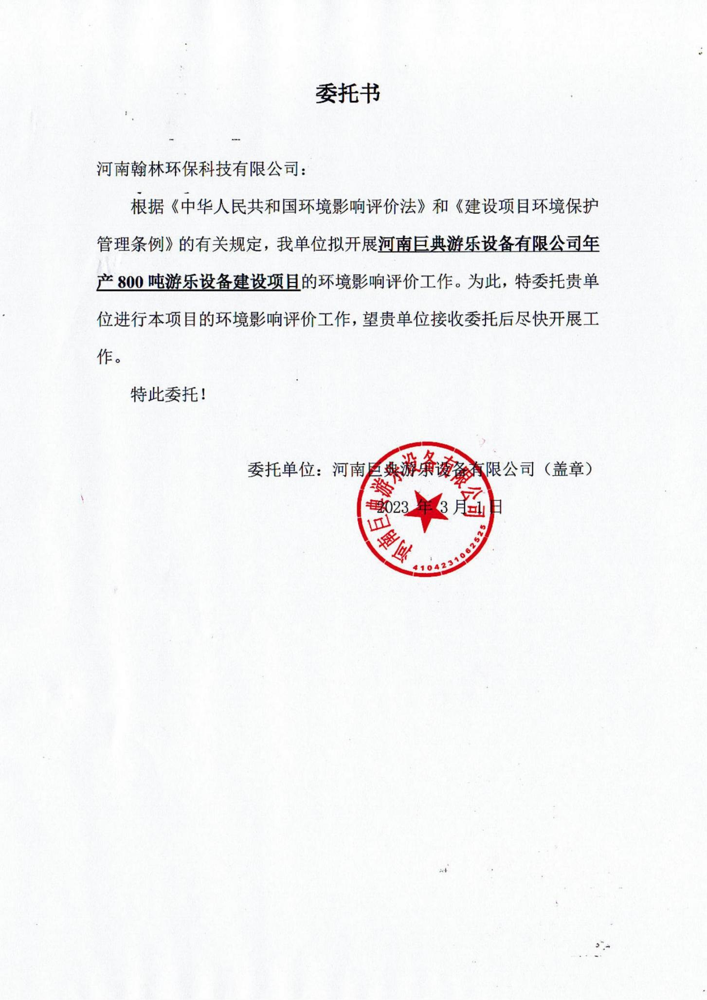 委托书
河南翰林环保科技有限公司：
根据《中华人民共和国环境影响评价法》和《建设项目环境保护
管理条例》的有关规定，我单位拟开展河南巨典游乐设备有限公司年
产 800 吨游乐设备建设项目的环境影响评价工作。为此，特委托贵单
位进行本项目的环境影响评价工作，望贵单位接收委托后尽快开展工
作。
特此委托！
委托单位：河南巨典游乐设备有限公司（盖章）
2023 年 3 月 1 日
河南巨典游乐设备有限公司
4104231062525